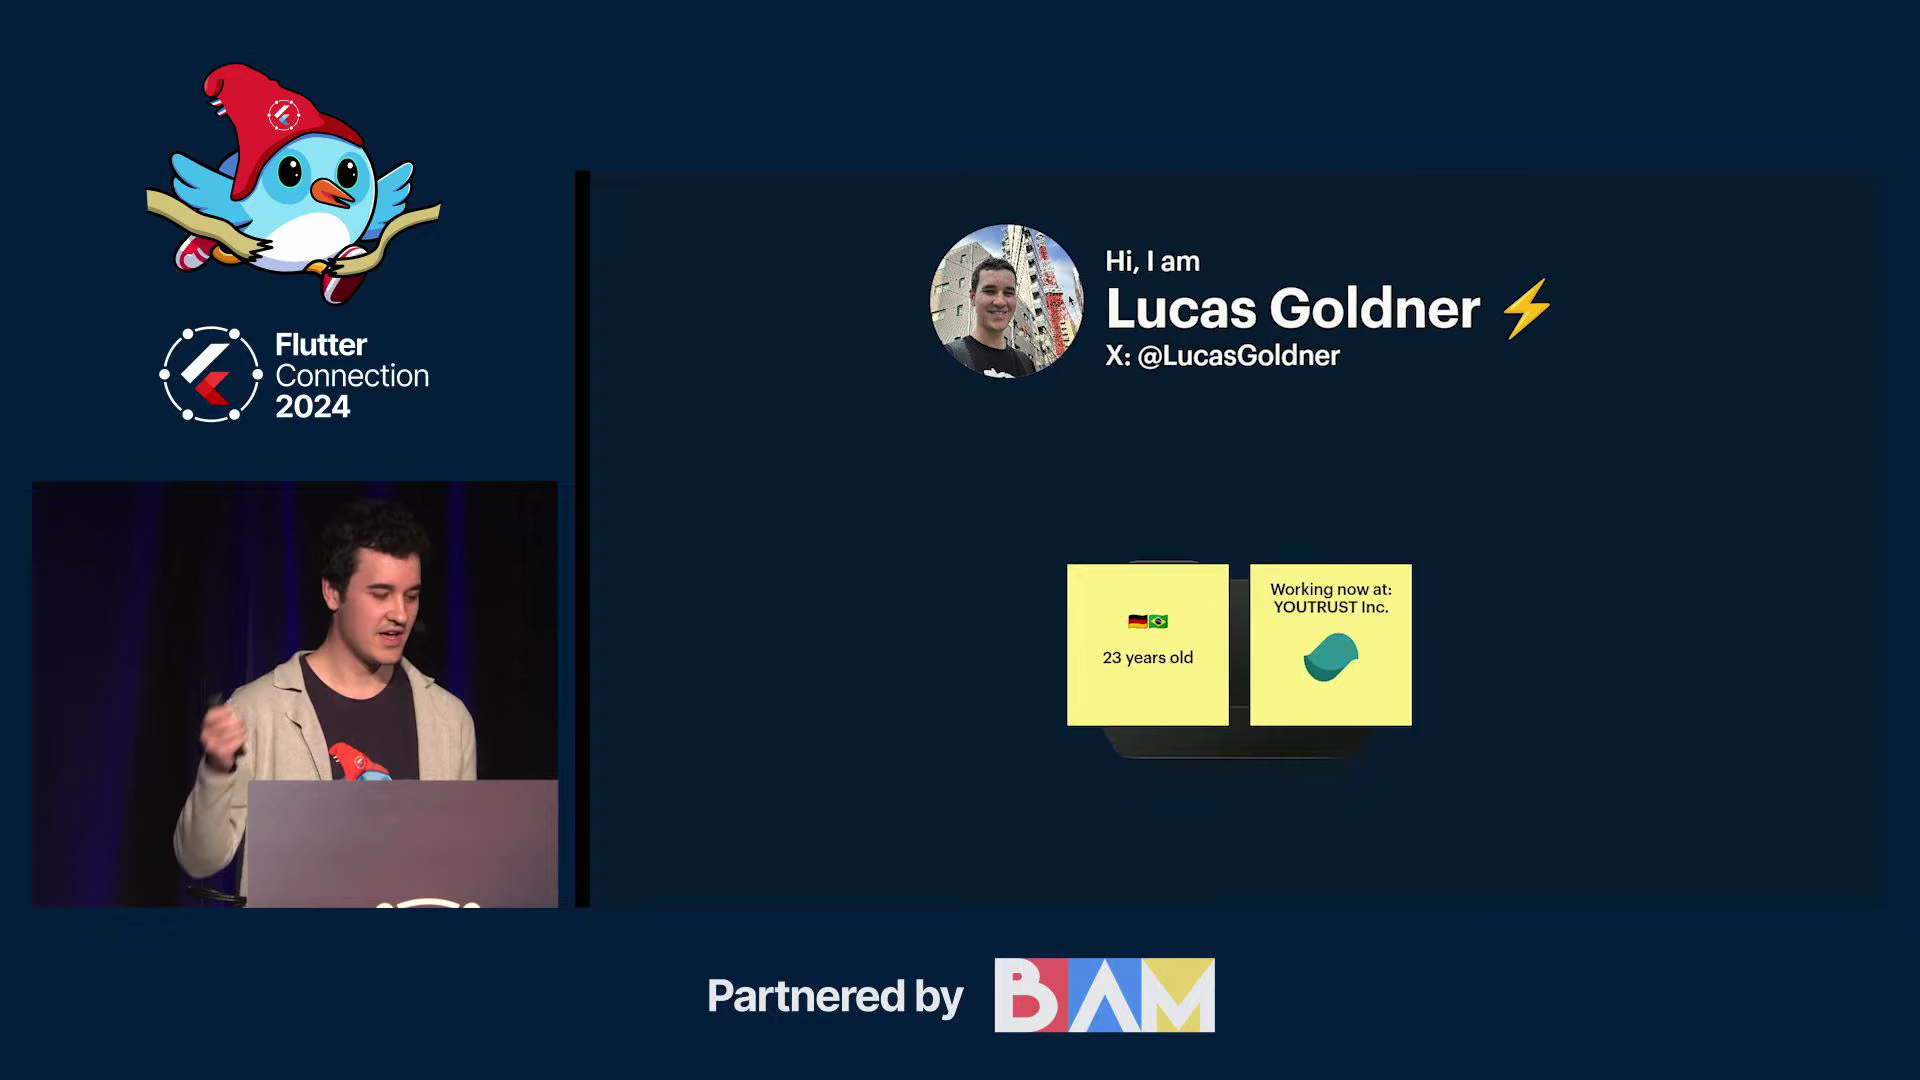 Flutter
Connection
2024
Hi, I am
Lucas Goldner ⚡
X: @LucasGoldner
🇩🇪🇧🇷
23 years old
Working now at:
YOUTRUST Inc.
Partnered by
BAM